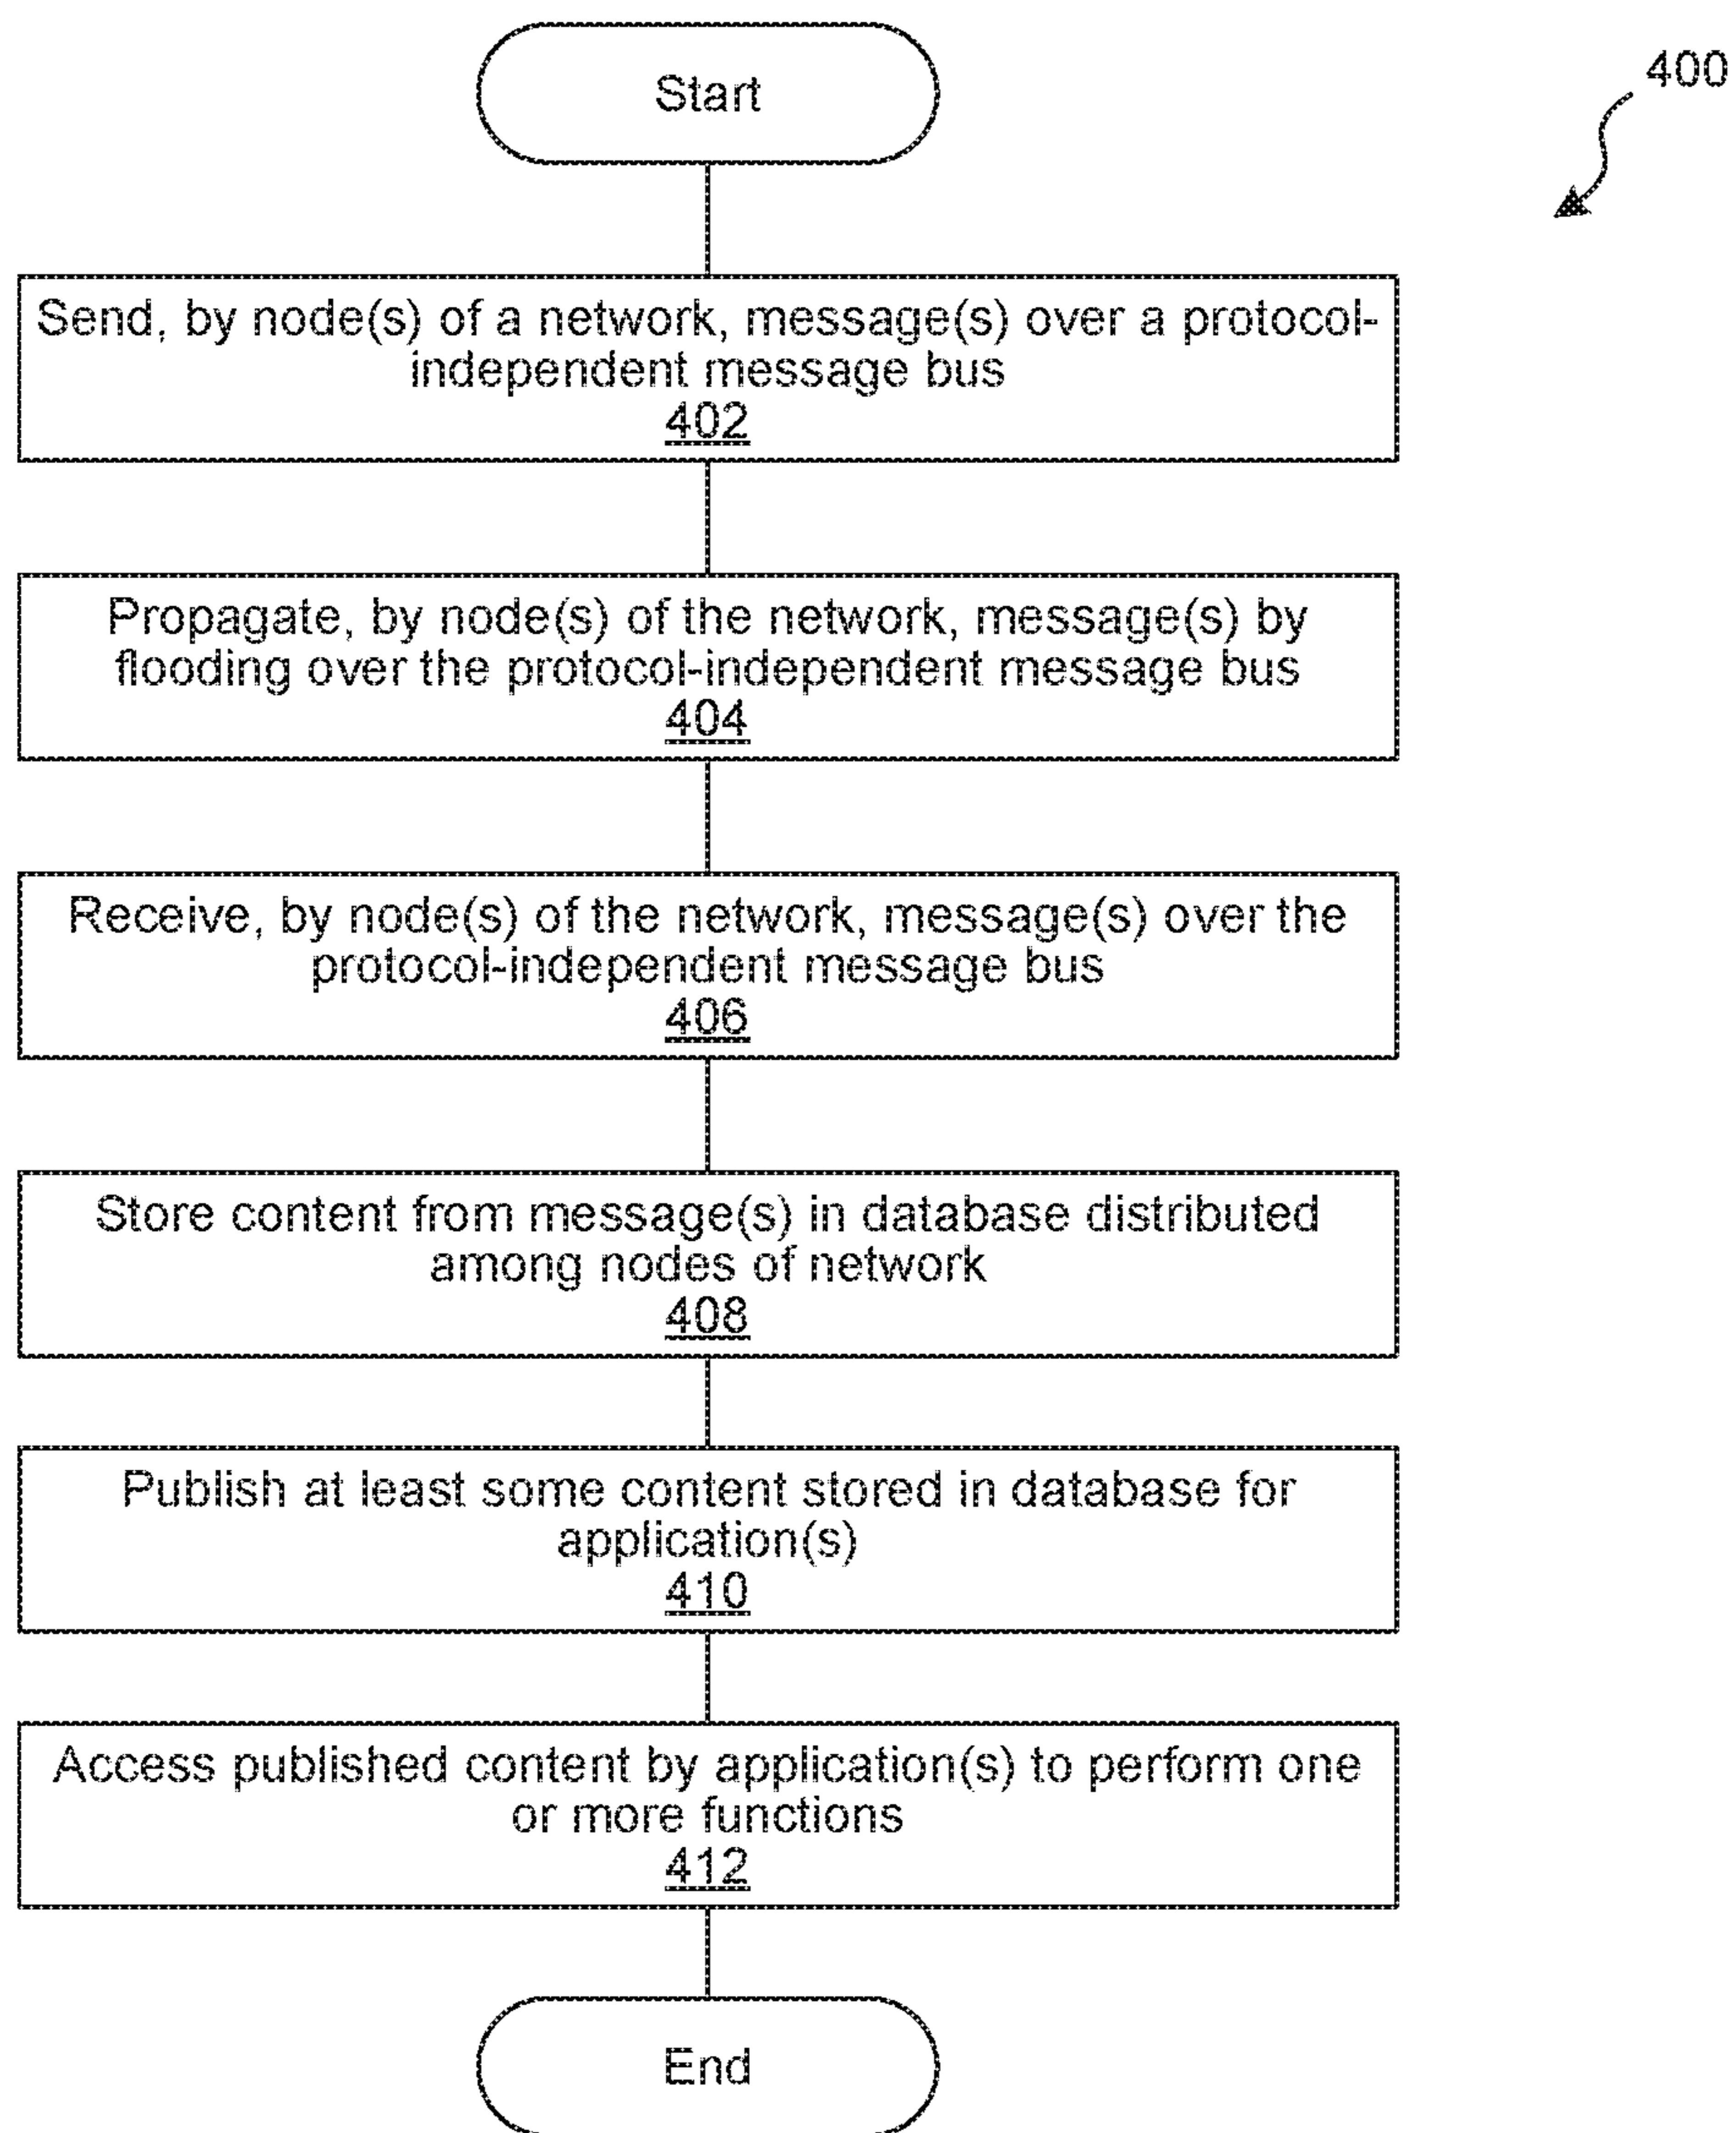 Start
400
Send, by node(s) of a network, message(s) over a protocol-
independent message bus
402
Propagate, by node(s) of the network, message(s) by
flooding over the protocol-independent message bus
404
Receive, by node(s) of the network, message(s) over the
protocol-independent message bus
406
Store content from message(s) in database distributed
among nodes of network
408
Publish at least some content stored in database for
application(s)
410
Access published content by application(s) to perform one
or more functions
412
End